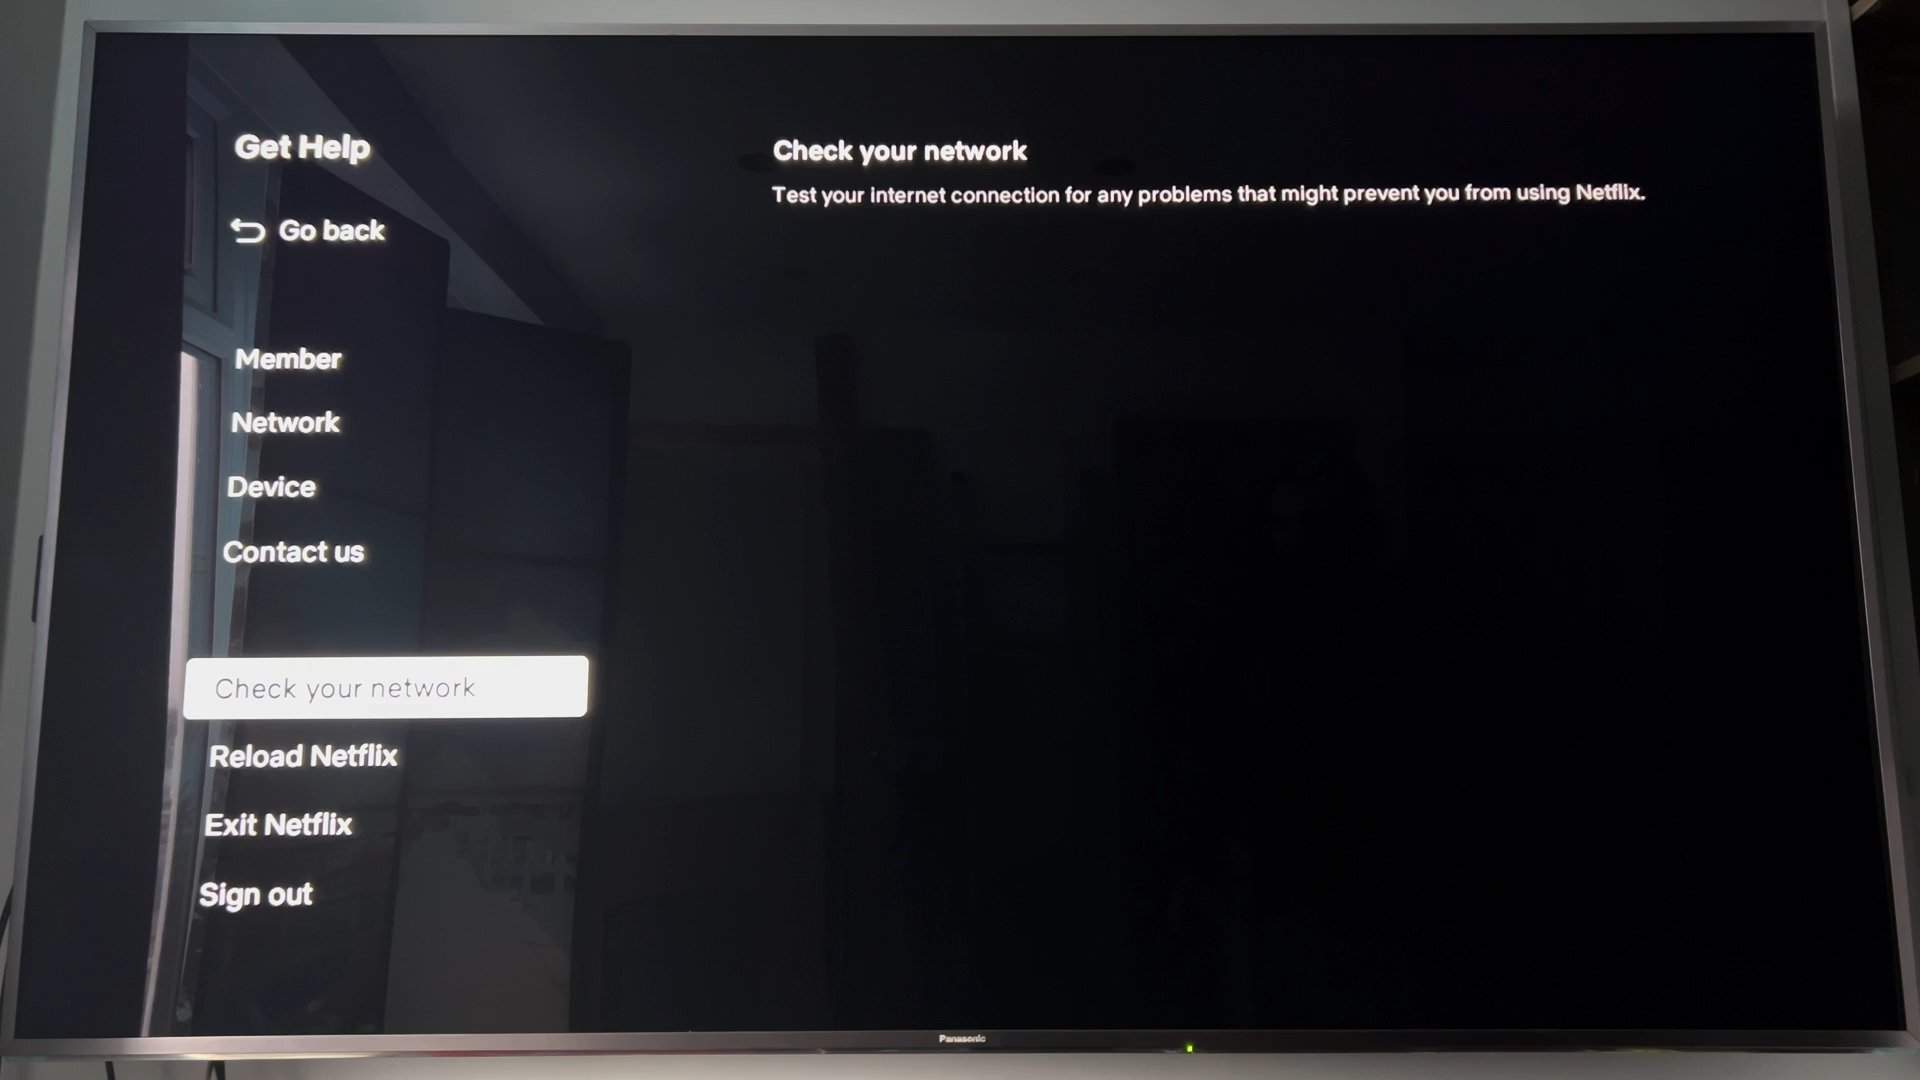 Get Help
Go back
Member
Network
Device
Contact us
Check your network
Reload Netflix
Exit Netflix
Sign out
Check your network
Test your internet connection for any problems that might prevent you from using Netflix.
Panasonic